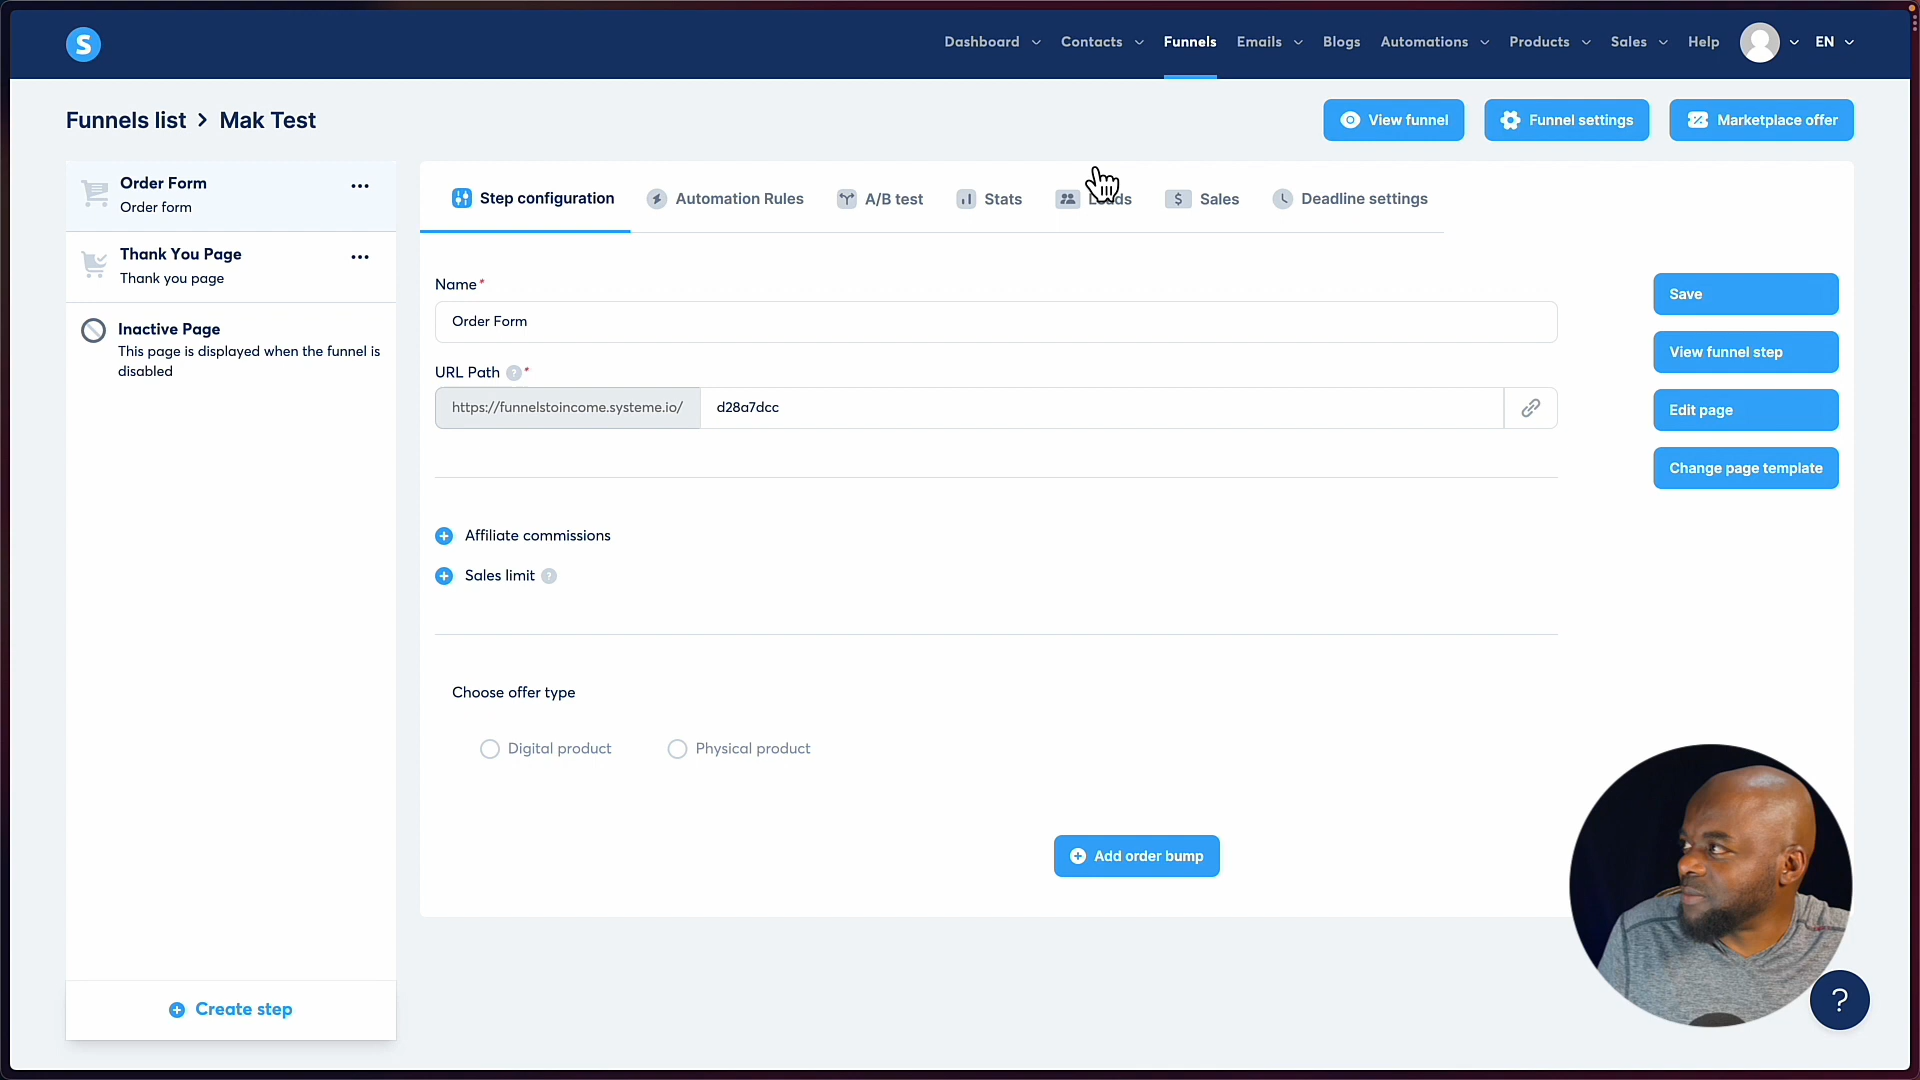 S
Dashboard
Contacts
Funnels
Emails
Blogs
Automations
Products
Sales
Help
EN
Funnels list > Mak Test
View funnel
Funnel settings
Marketplace offer
Order Form
Order form
Thank You Page
Thank you page
Inactive Page
This page is displayed when the funnel is
disabled
Create step
Step configuration
Automation Rules
A/B test
Stats
Leads
Sales
Deadline settings
Name*
Order Form
URL Path ? *
https://funnelstoincome.systeme.io/
d28a7dcc
Save
View funnel step
Edit page
Change page template
Affiliate commissions
Sales limit ?
Choose offer type
Digital product
Physical product
Add order bump
?